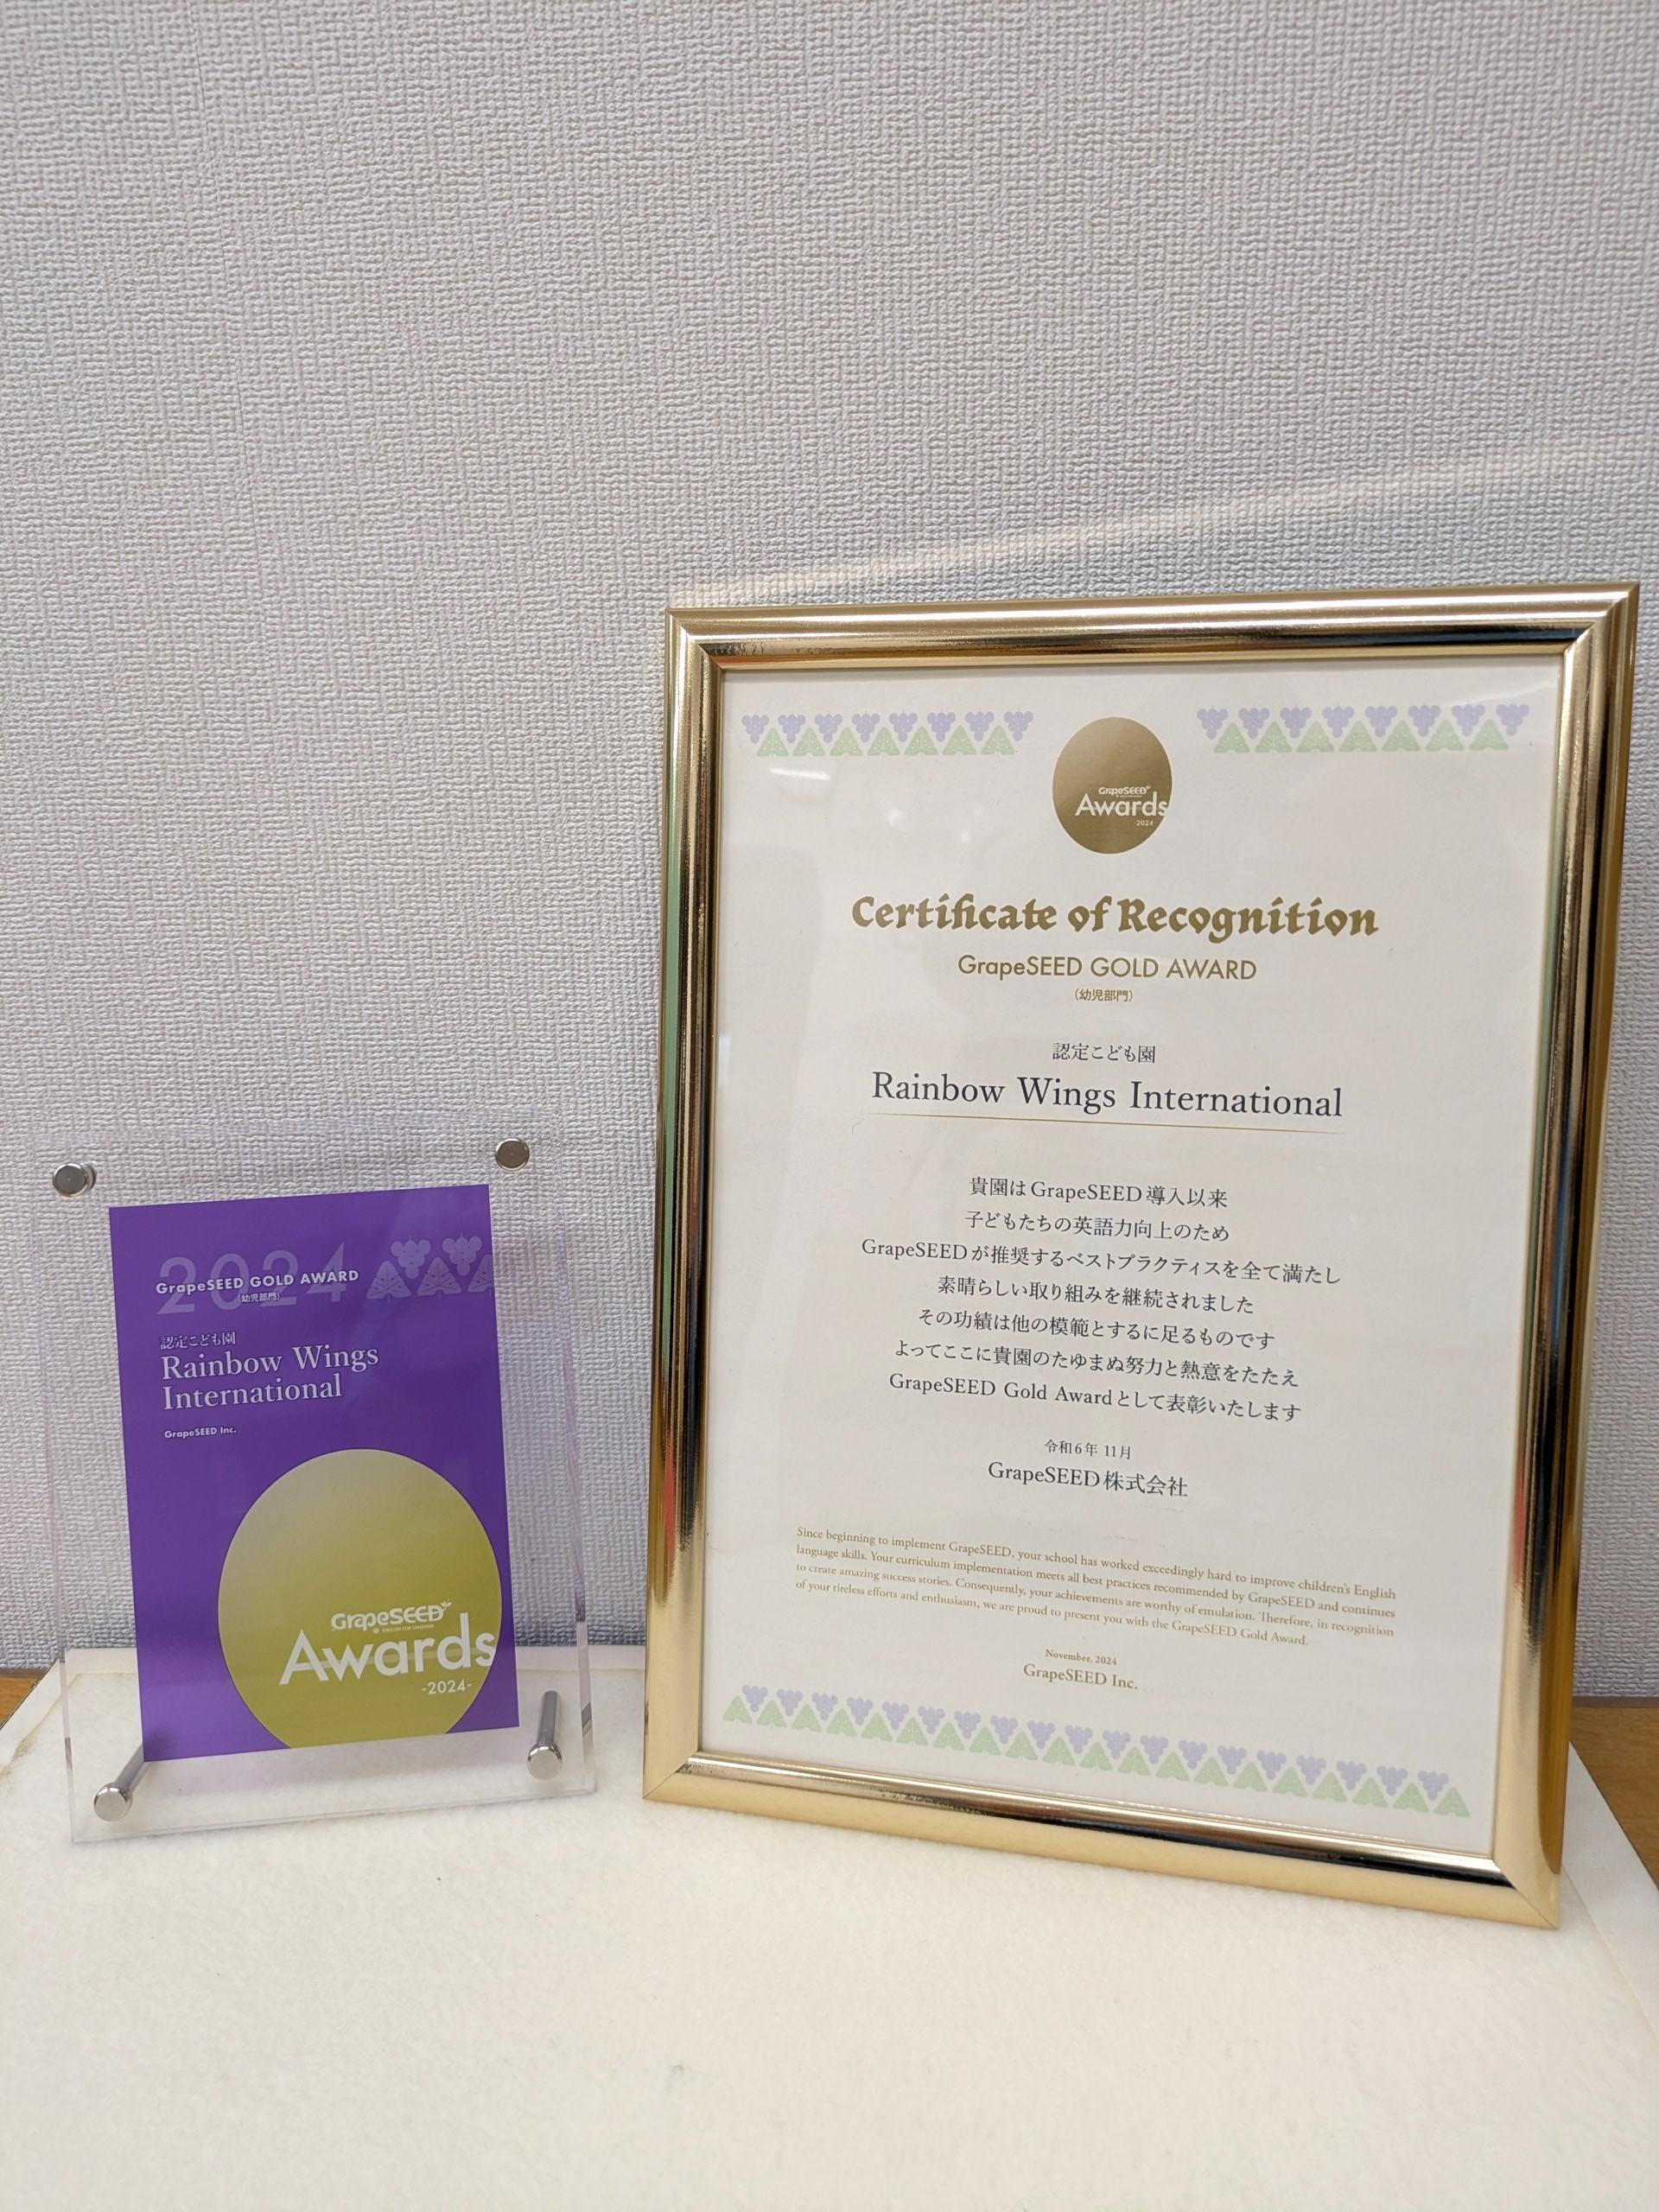 2024
GrapeSEED GOLD AWARD
(幼児部門)
認定こども園
Rainbow Wings
International
GrapeSEED Inc.
GrapeSEED
ENGLISH FOR CHILDREN
Awards
-2024-
GrapeSEED
Awards
-2024-
Certificate of Recognition
GrapeSEED GOLD AWARD
(幼児部門)
認定こども園
Rainbow Wings International
貴園はGrapeSEED導入以来
子どもたちの英語力向上のため
GrapeSEEDが推奨するベストプラクティスを全て満たし
素晴らしい取り組みを継続されました
その功績は他の模範とするに足るものです
よってここに貴園のたゆまぬ努力と熱意をたたえ
GrapeSEED Gold Awardとして表彰いたします
令和6年 11月
GrapeSEED株式会社
Since beginning to implement GrapeSEED, your school has worked exceedingly hard to improve children's English
language skills. Your curriculum implementation meets all best practices recommended by GrapeSEED and continues
to create amazing success stories. Consequently, your achievements are worthy of emulation. Therefore, in recognition
of your tireless efforts and enthusiasm, we are proud to present you with the GrapeSEED Gold Award.
November, 2024
GrapeSEED Inc.